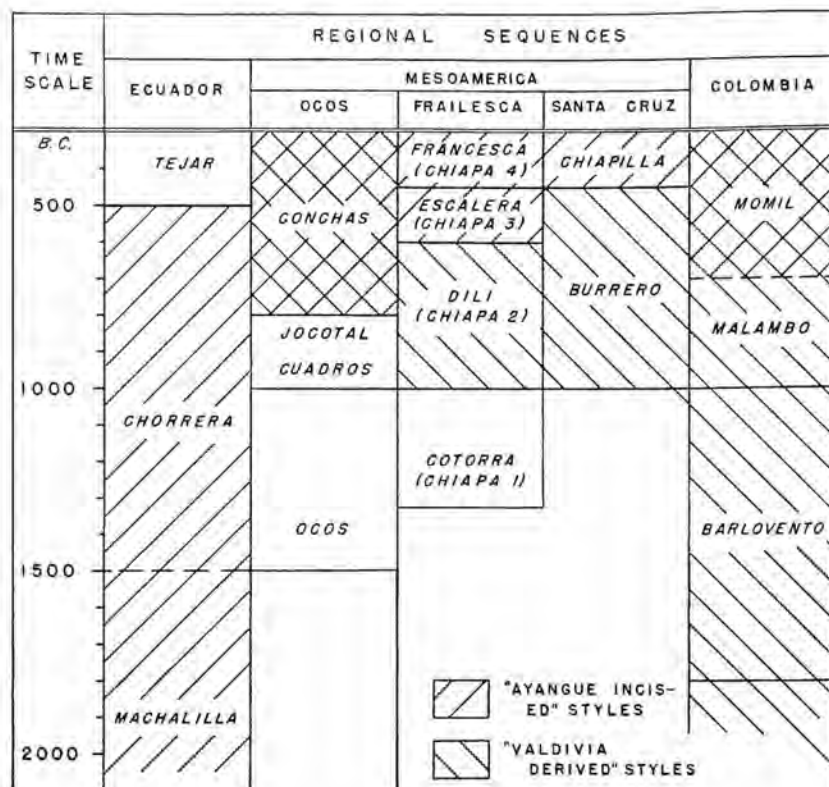 REGIONAL SEQUENCES
TIME
SCALE
ECUADOR
MESOAMERICA
COLOMBIA
OCOS
FRAILESCA
SANTA CRUZ
B.C.
TEJAR
FRANCESCA
(CHIAPA 4)
CHIAPILLA
500
CONCHAS
ESCALERA
(CHIAPA 3)
MOMIL
DILI
(CHIAPA 2)
BURRERO
JOCOTAL
MALAMBO
CUADROS
1000
CHORRERA
COTORRA
(CHIAPA 1)
OCOS
BARLOVENTO
1500
MACHALILLA
"AYANGUE INCIS-
ED" STYLES
2000
"VALDIVIA
DERIVED" STYLES